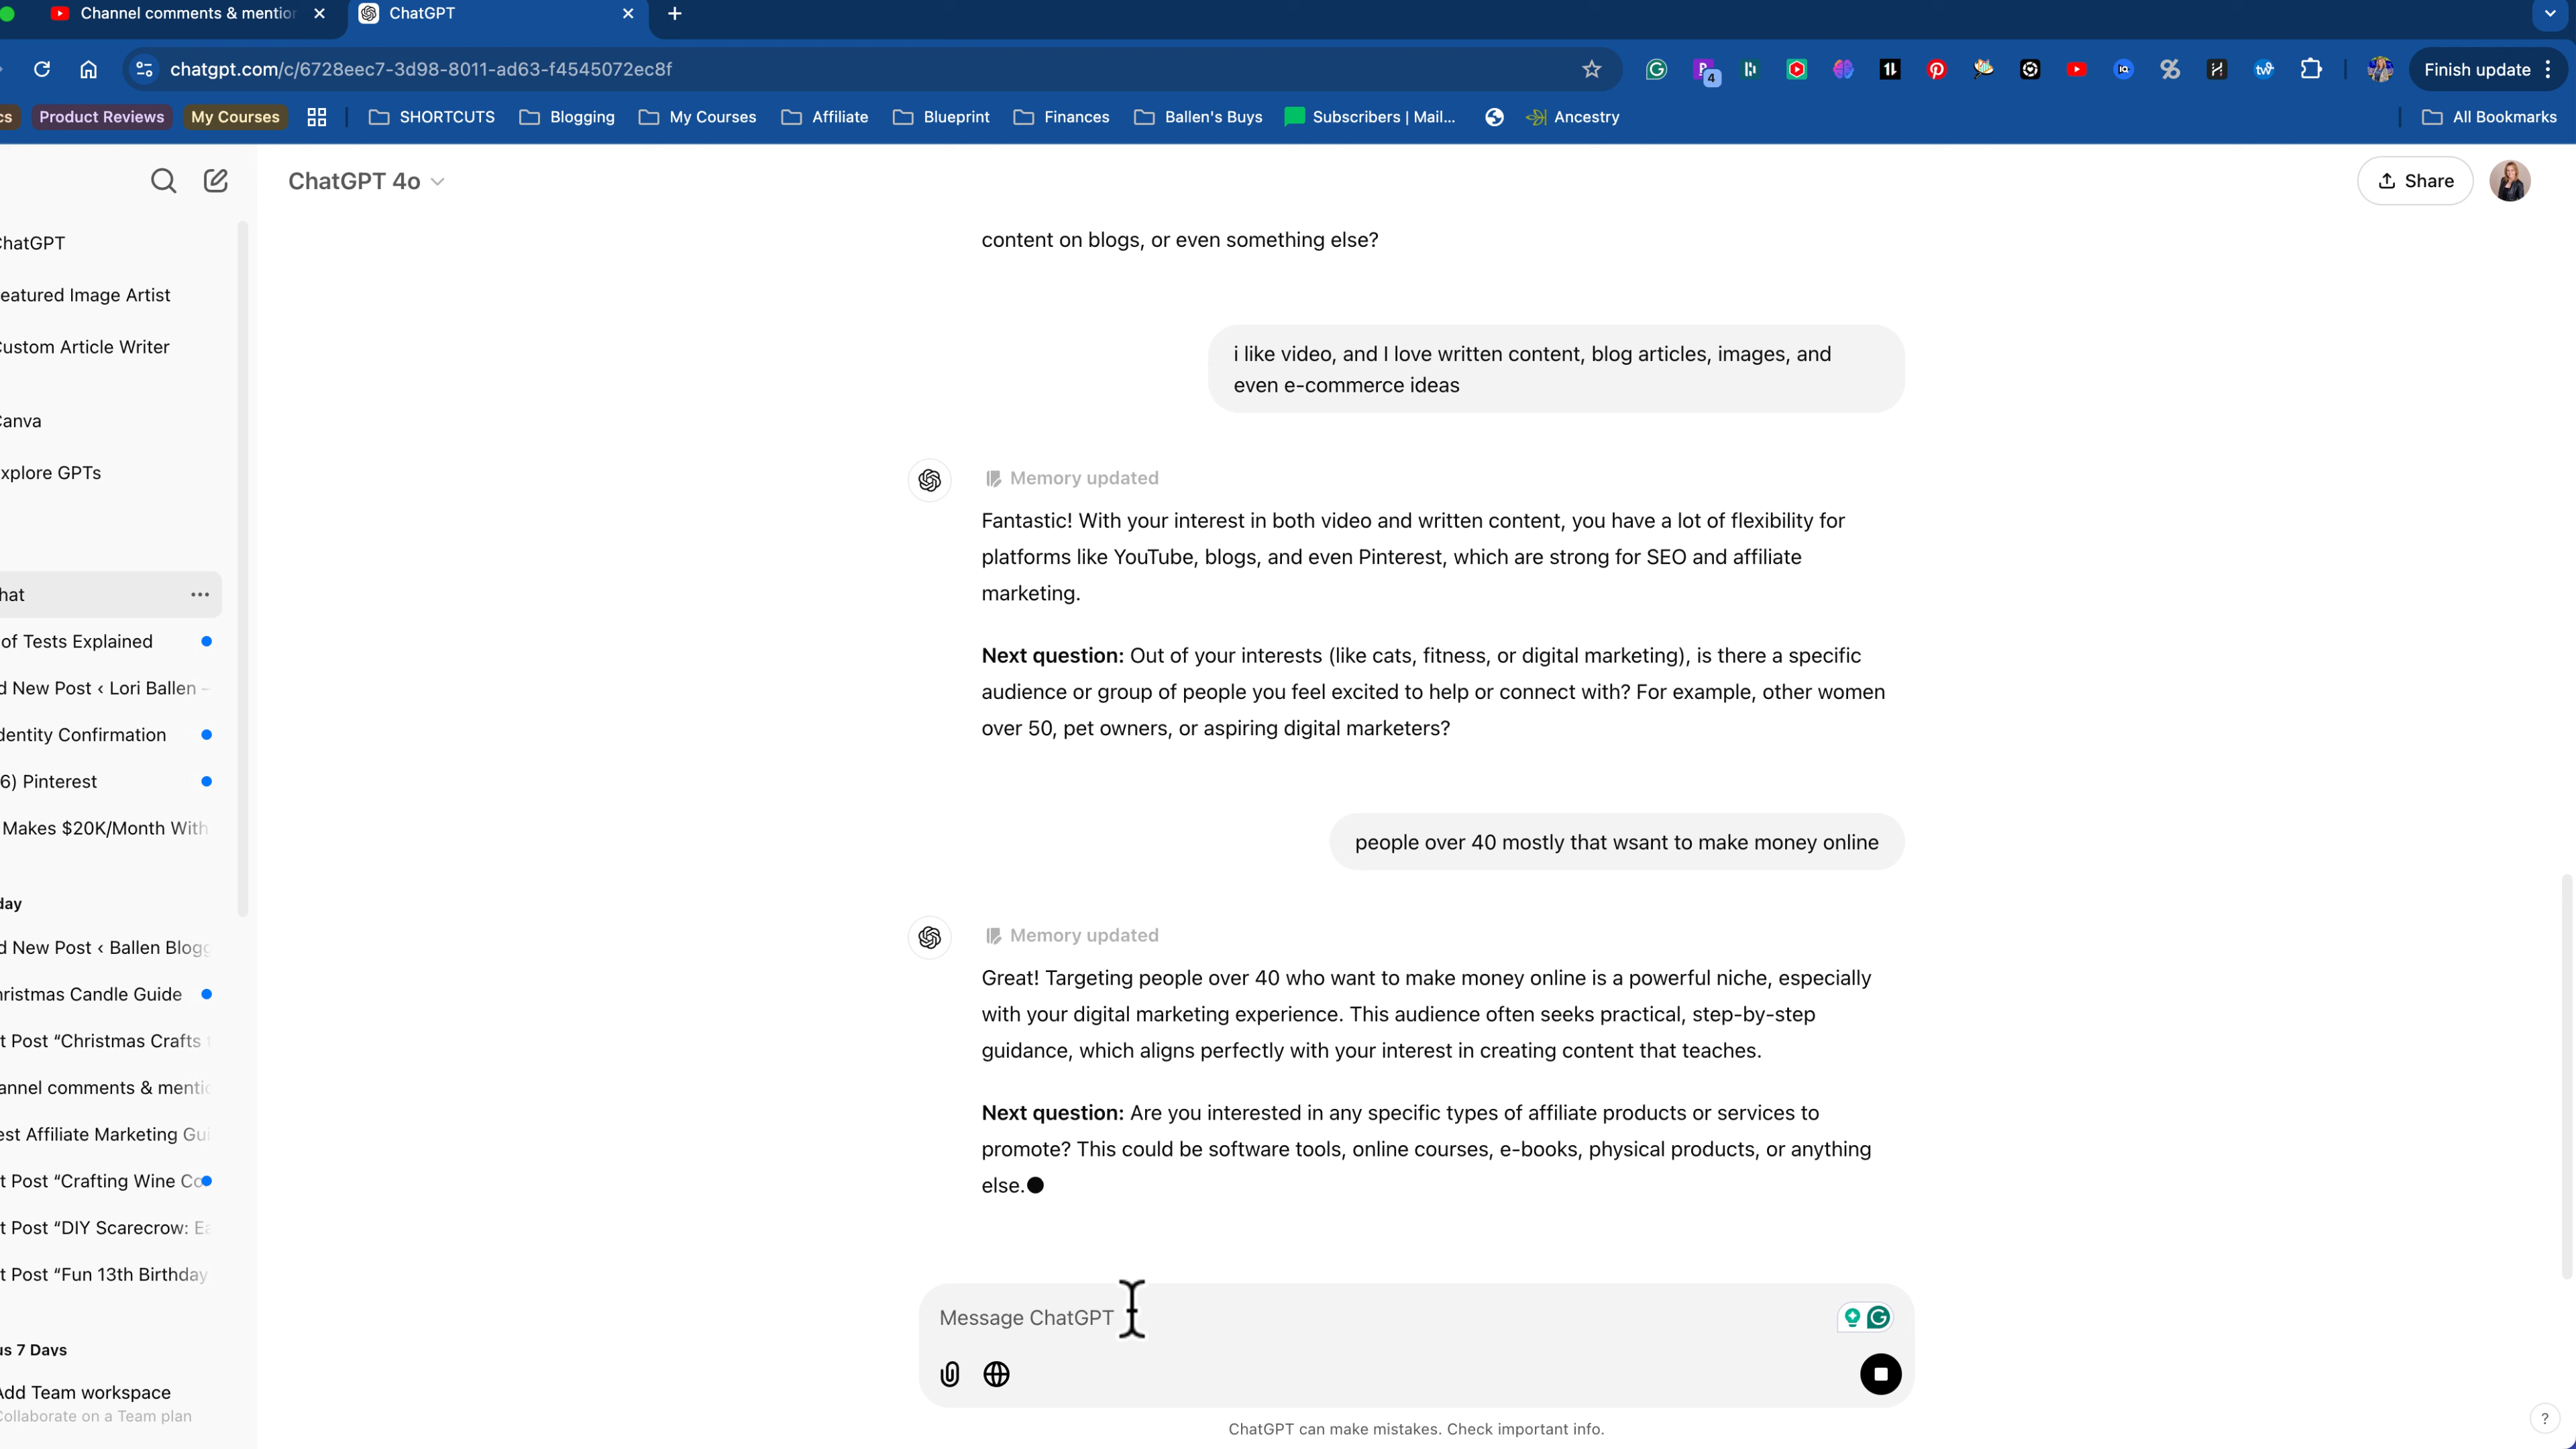 Channel comments & mention
ChatGPT
chatgpt.com/c/6728eec7-3d98-8011-ad63-f4545072ec8f
4
Finish update
cs
Product Reviews
My Courses
SHORTCUTS
Blogging
My Courses
Affiliate
Blueprint
Finances
Ballen's Buys
Subscribers | Mail...
Ancestry
All Bookmarks
ChatGPT 4o
Share
hatGPT
eatured Image Artist
ustom Article Writer
anva
xplore GPTs
hat
of Tests Explained
d New Post ‹ Lori Ballen –
dentity Confirmation
6) Pinterest
Makes $20K/Month With
day
d New Post ‹ Ballen Blogg
hristmas Candle Guide
t Post “Christmas Crafts t
annel comments & mentic
est Affiliate Marketing Gui
t Post “Crafting Wine Co
t Post “DIY Scarecrow: Ea
t Post “Fun 13th Birthday
us 7 Days
Add Team workspace
Collaborate on a Team plan
content on blogs, or even something else?
i like video, and I love written content, blog articles, images, and
even e-commerce ideas
Memory updated
Fantastic! With your interest in both video and written content, you have a lot of flexibility for
platforms like YouTube, blogs, and even Pinterest, which are strong for SEO and affiliate
marketing.
Next question: Out of your interests (like cats, fitness, or digital marketing), is there a specific
audience or group of people you feel excited to help or connect with? For example, other women
over 50, pet owners, or aspiring digital marketers?
people over 40 mostly that wsant to make money online
Memory updated
Great! Targeting people over 40 who want to make money online is a powerful niche, especially
with your digital marketing experience. This audience often seeks practical, step-by-step
guidance, which aligns perfectly with your interest in creating content that teaches.
Next question: Are you interested in any specific types of affiliate products or services to
promote? This could be software tools, online courses, e-books, physical products, or anything
else.
Message ChatGPT
ChatGPT can make mistakes. Check important info.
?